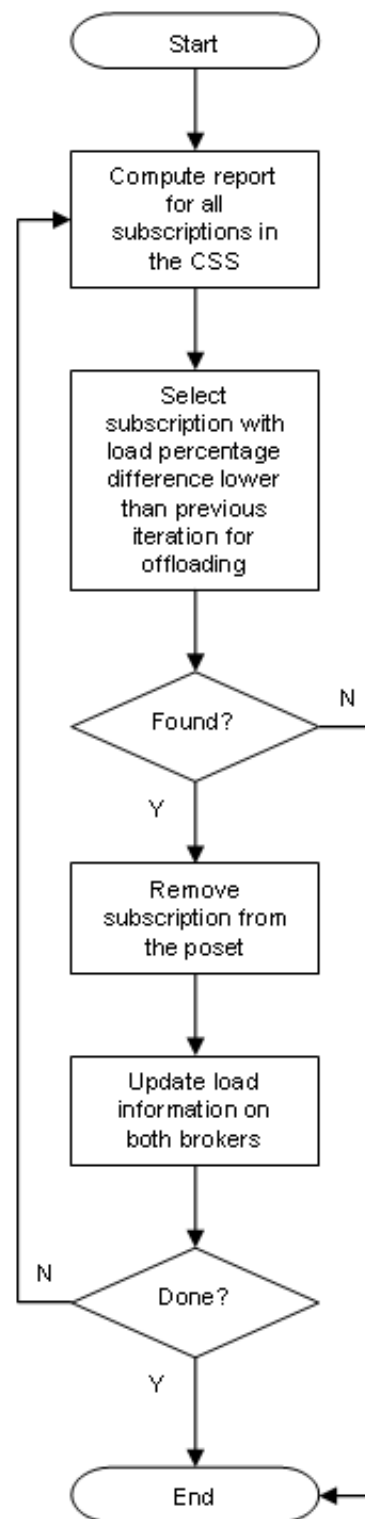 Start
Compute report
for all
subscriptions in
the CSS
Select
subscription with
load percentage
difference lower
than previous
iteration for
offloading
Found?
N
Y
Remove
subscription from
the poset
Update load
information on
both brokers
N
Done?
Y
End